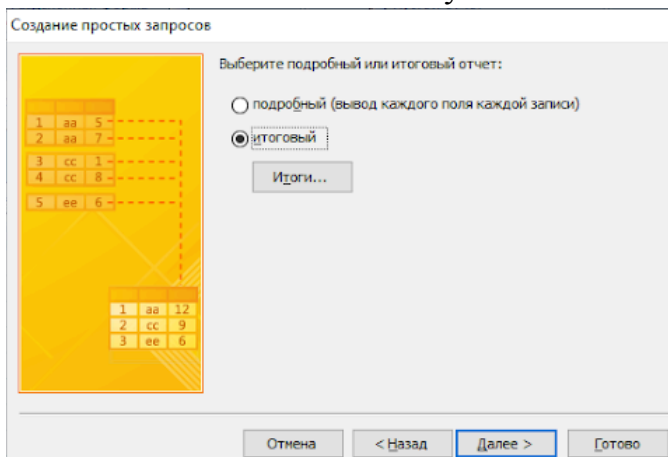 Создание простых запросов
Выберите подробный или итоговый отчет:
подробный (вывод каждого поля каждой записи)
итоговый
Итоги...
1 aa 5
2 aa 7
3 cc 1
4 cc 8
5 ee 6
1 aa 12
2 cc 9
3 ee 6
Отмена
< Назад
Далее >
Готово